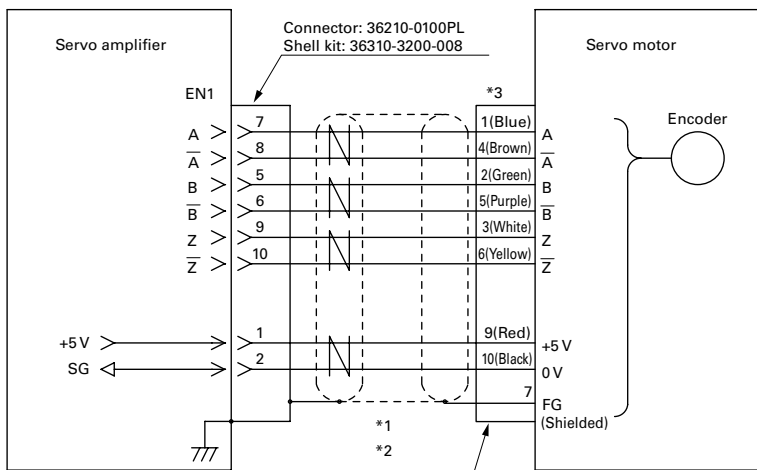 Connector: 36210-0100PL
Shell kit: 36310-3200-008
Servo amplifier
Servo motor
EN1
*3
Encoder
A 7 1(Blue) A
A̅ 8 4(Brown) A̅
B 5 2(Green) B
B̅ 6 5(Purple) B̅
Z 9 3(White) Z
Z̅ 10 6(Yellow) Z̅
+5 V 1 9(Red) +5 V
SG 2 10(Black) 0 V
7 FG
(Shielded)
*1
*2